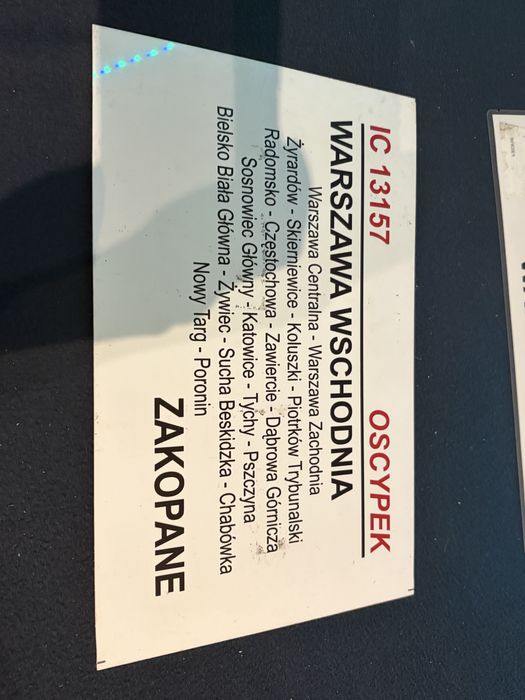 IC 13157 OSCYPEK
WARSZAWA WSCHODNIA
Warszawa Centralna - Warszawa Zachodnia
Żyrardów - Skierniewice - Koluszki - Piotrków Trybunalski
Radomsko - Częstochowa - Zawiercie - Dąbrowa Górnicza
Sosnowiec Główny - Katowice - Tychy - Pszczyna
Bielsko Biała Główna - Żywiec - Sucha Beskidzka - Chabówka
Nowy Targ - Poronin
ZAKOPANE